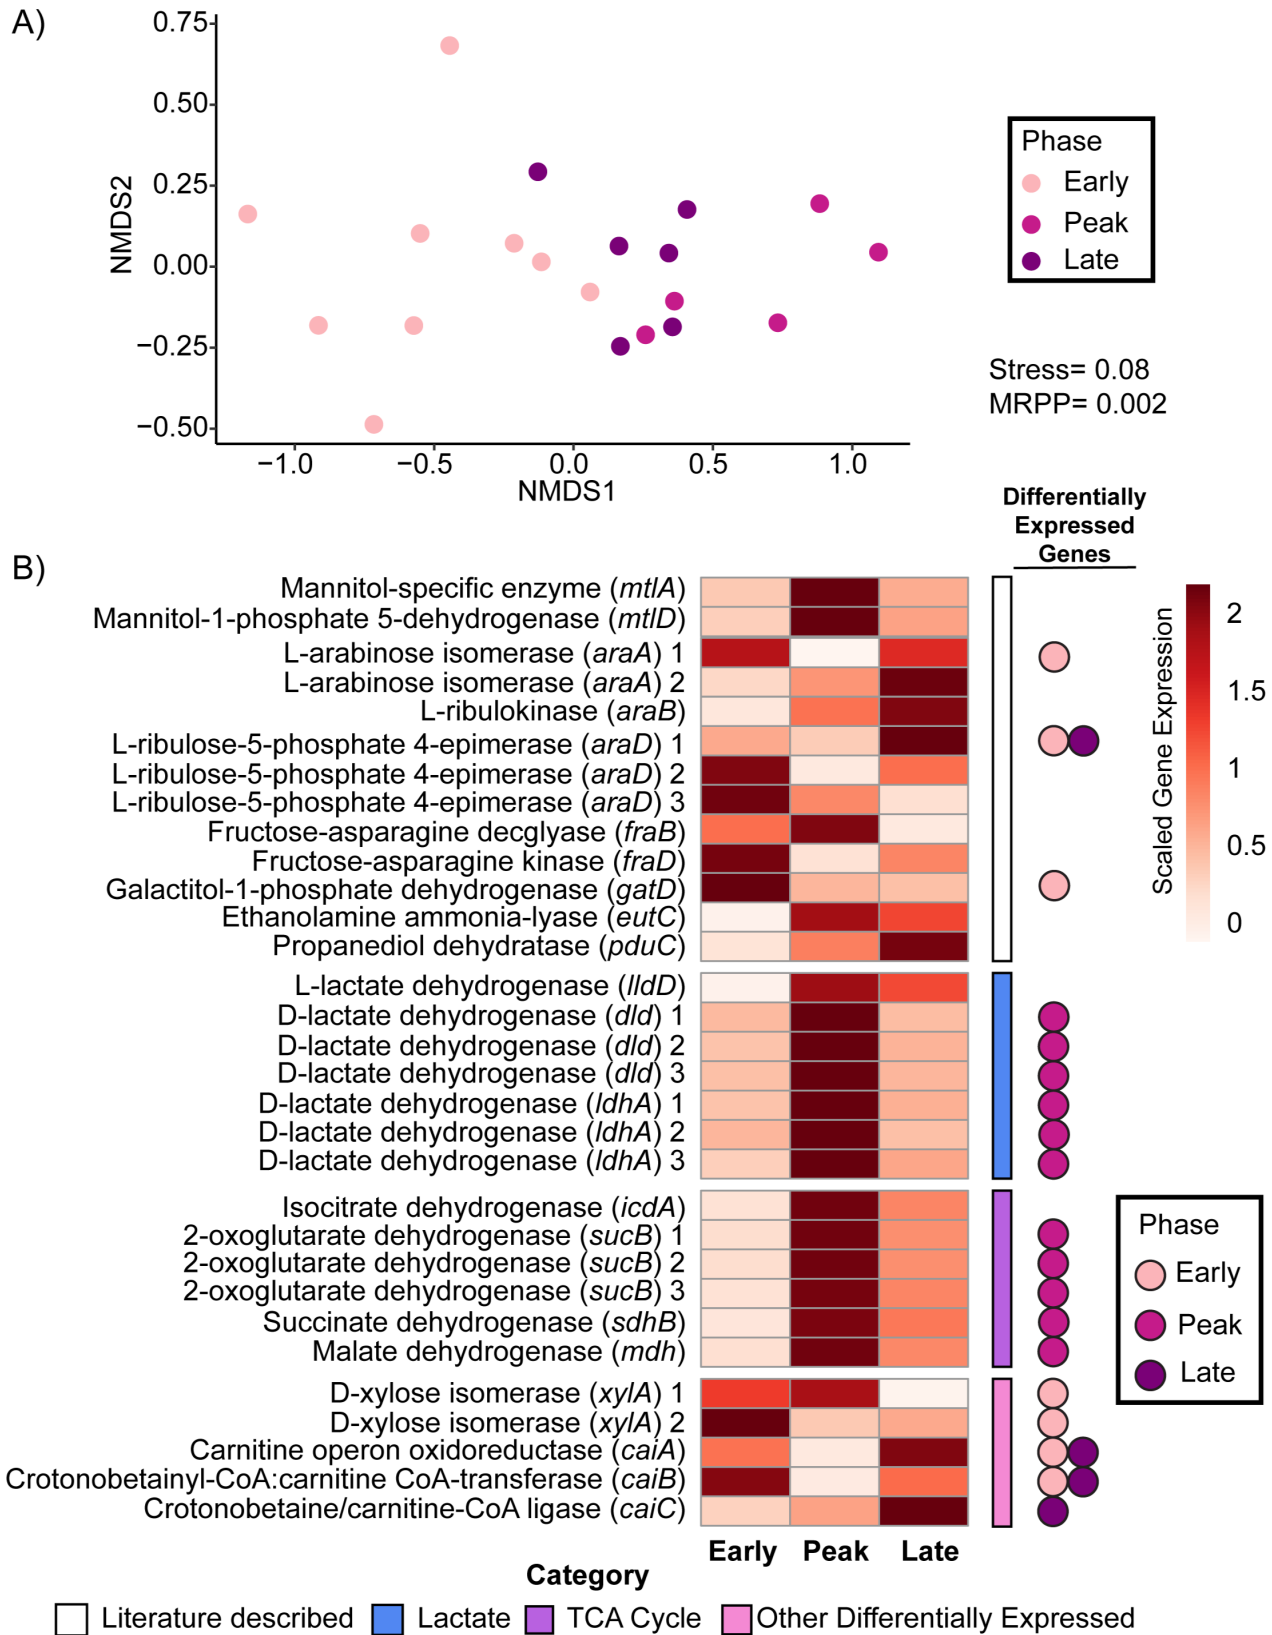 A)
0.75
0.50
0.25
0.00
−0.25
−0.50
NMDS2
−1.0
−0.5
0.0
0.5
1.0
NMDS1
Phase
Early
Peak
Late
Stress= 0.08
MRPP= 0.002
Differentially
Expressed
Genes
B)
Mannitol-specific enzyme (mtlA)
Mannitol-1-phosphate 5-dehydrogenase (mtlD)
L-arabinose isomerase (araA) 1
L-arabinose isomerase (araA) 2
L-ribulokinase (araB)
L-ribulose-5-phosphate 4-epimerase (araD) 1
L-ribulose-5-phosphate 4-epimerase (araD) 2
L-ribulose-5-phosphate 4-epimerase (araD) 3
Fructose-asparagine decglyase (fraB)
Fructose-asparagine kinase (fraD)
Galactitol-1-phosphate dehydrogenase (gatD)
Ethanolamine ammonia-lyase (eutC)
Propanediol dehydratase (pduC)
L-lactate dehydrogenase (lldD)
D-lactate dehydrogenase (dld) 1
D-lactate dehydrogenase (dld) 2
D-lactate dehydrogenase (dld) 3
D-lactate dehydrogenase (ldhA) 1
D-lactate dehydrogenase (ldhA) 2
D-lactate dehydrogenase (ldhA) 3
Isocitrate dehydrogenase (icdA)
2-oxoglutarate dehydrogenase (sucB) 1
2-oxoglutarate dehydrogenase (sucB) 2
2-oxoglutarate dehydrogenase (sucB) 3
Succinate dehydrogenase (sdhB)
Malate dehydrogenase (mdh)
D-xylose isomerase (xylA) 1
D-xylose isomerase (xylA) 2
Carnitine operon oxidoreductase (caiA)
Crotonobetainyl-CoA:carnitine CoA-transferase (caiB)
Crotonobetaine/carnitine-CoA ligase (caiC)
Early Peak Late
Scaled Gene Expression
2
1.5
1
0.5
0
Phase
Early
Peak
Late
Category
Literature described Lactate TCA Cycle Other Differentially Expressed